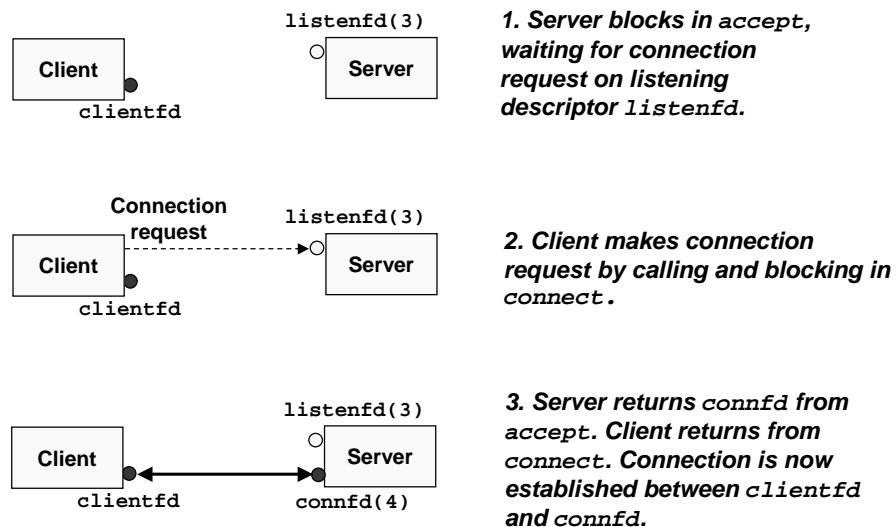 listenfd(3)
Client
Server
clientfd
1. Server blocks in accept,
waiting for connection
request on listening
descriptor listenfd.
Connection
request
listenfd(3)
Client
Server
clientfd
2. Client makes connection
request by calling and blocking in
connect.
listenfd(3)
Client
Server
clientfd
connfd(4)
3. Server returns connfd from
accept. Client returns from
connect. Connection is now
established between clientfd
and connfd.